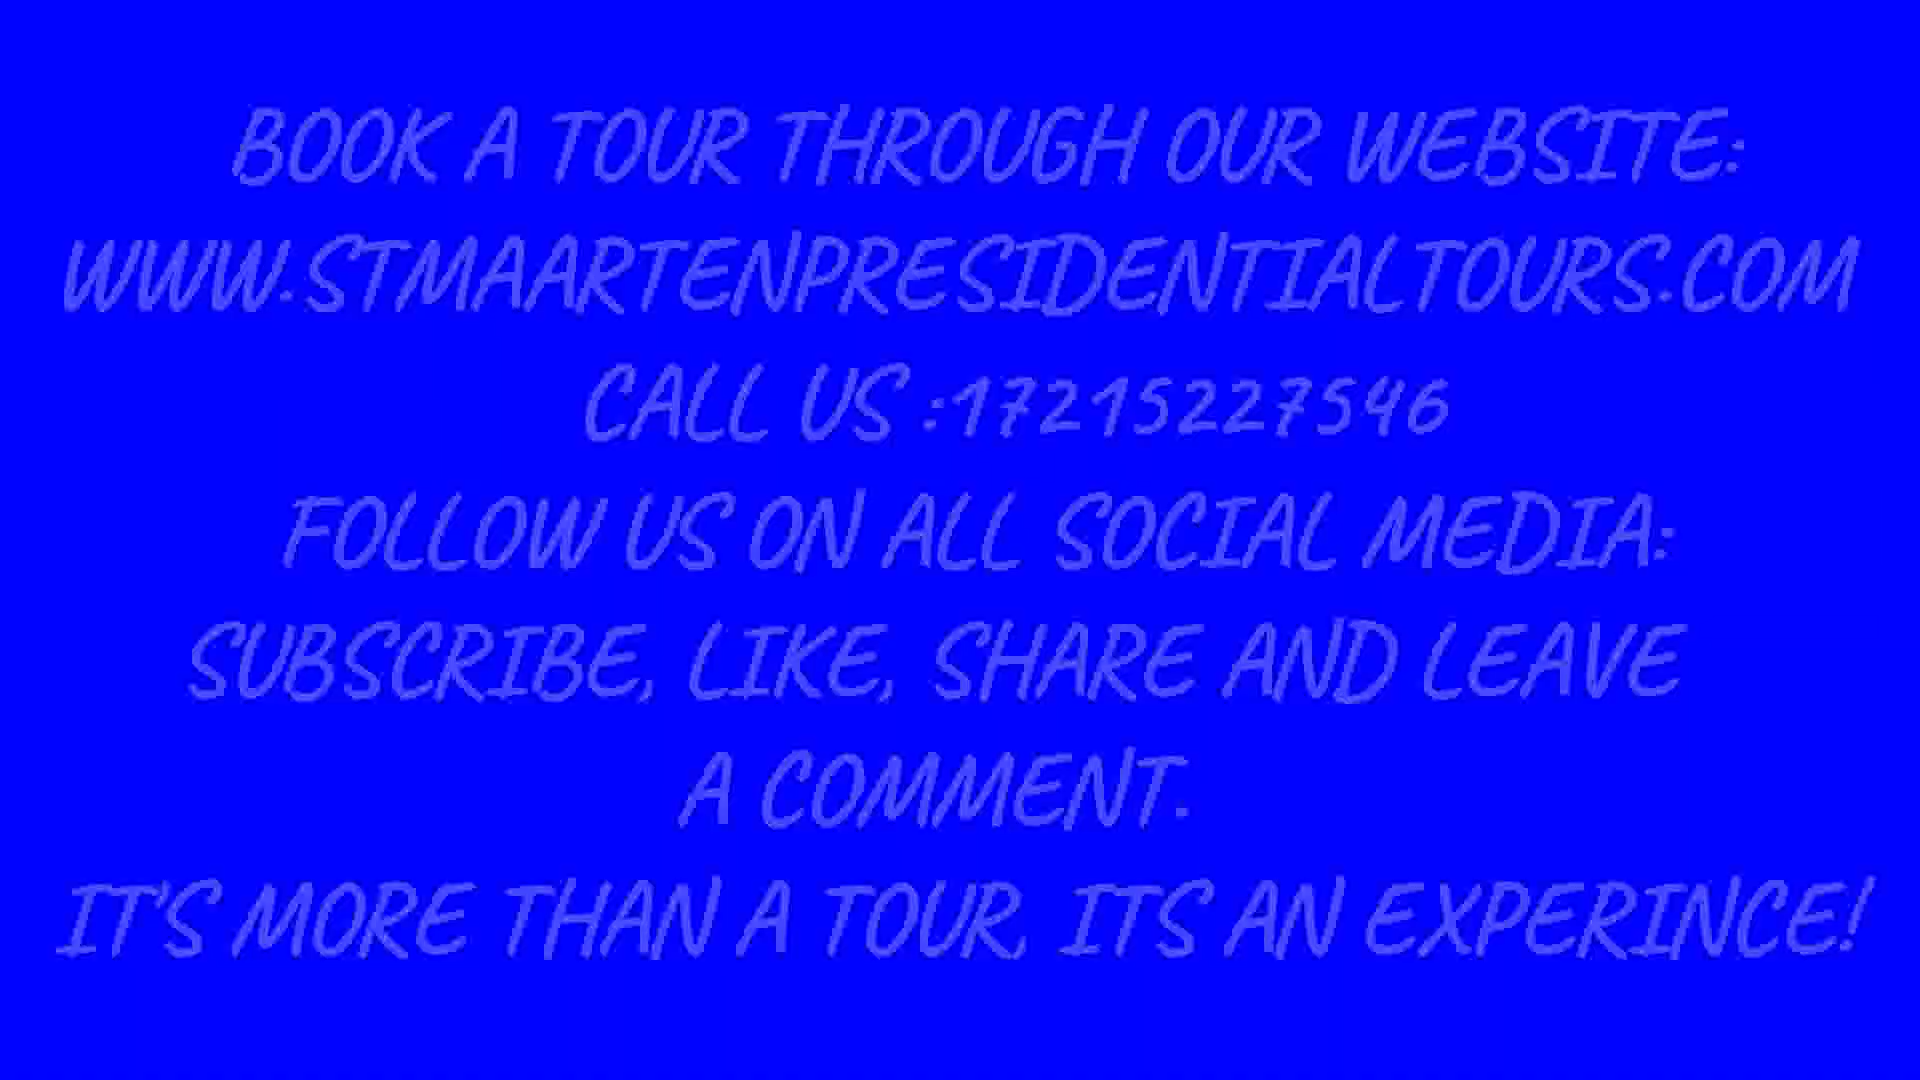 BOOK A TOUR THROUGH OUR WEBSITE:
WWW.STMAARTENPRESIDENTIALTOURS.COM
CALL US :17215227546
FOLLOW US ON ALL SOCIAL MEDIA:
SUBSCRIBE, LIKE, SHARE AND LEAVE
A COMMENT.
IT'S MORE THAN A TOUR, ITS AN EXPERINCE!